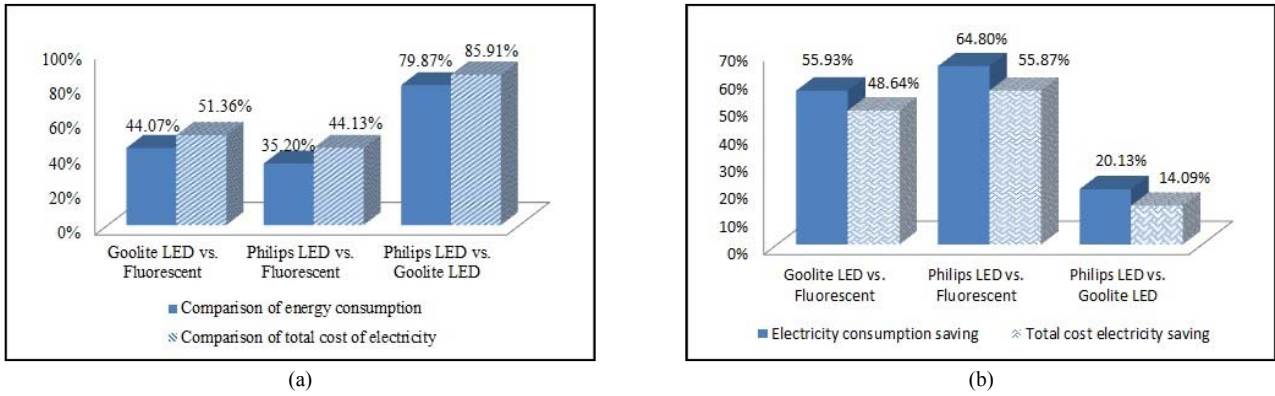 100%
80%
60%
40%
20%
0%
44.07%
51.36%
35.20%
44.13%
79.87%
85.91%
Goolite LED vs.
Fluorescent
Philips LED vs.
Fluorescent
Philips LED vs.
Goolite LED
Comparison of energy consumption
Comparison of total cost of electricity
(a)
70%
60%
50%
40%
30%
20%
10%
0%
55.93%
48.64%
64.80%
55.87%
20.13%
14.09%
Goolite LED vs.
Fluorescent
Philips LED vs.
Fluorescent
Philips LED vs.
Goolite LED
Electricity consumption saving
Total cost electricity saving
(b)